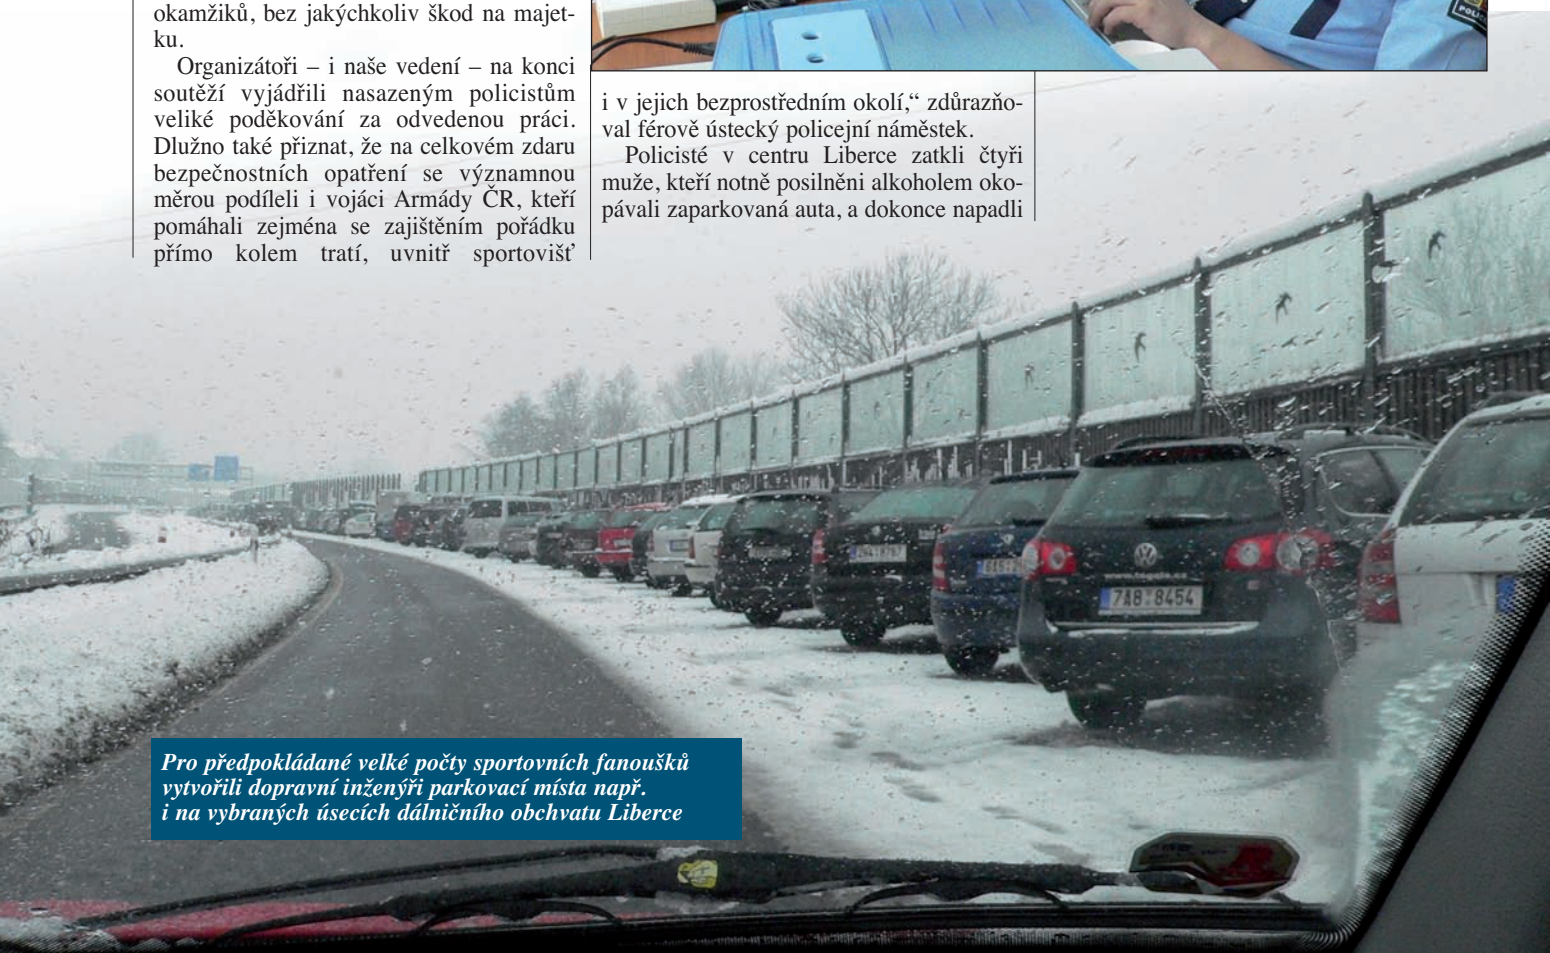 okamžiků, bez jakýchkoliv škod na majet-
ku.
Organizátoři – i naše vedení – na konci
soutěží vyjádřili nasazeným policistům
veliké poděkování za odvedenou práci.
Dlužno také přiznat, že na celkovém zdaru
bezpečnostních opatření se významnou
měrou podíleli i vojáci Armády ČR, kteří
pomáhali zejména se zajištěním pořádku
přímo kolem tratí, uvnitř sportovišť
i v jejich bezprostředním okolí,“ zdůrazňo-
val férově ústecký policejní náměstek.
Policisté v centru Liberce zatkli čtyři
muže, kteří notně posilněni alkoholem oko-
pávali zaparkovaná auta, a dokonce napadli
7A8 8454
Pro předpokládané velké počty sportovních fanoušků
vytvořili dopravní inženýři parkovací místa např.
i na vybraných úsecích dálničního obchvatu Liberce